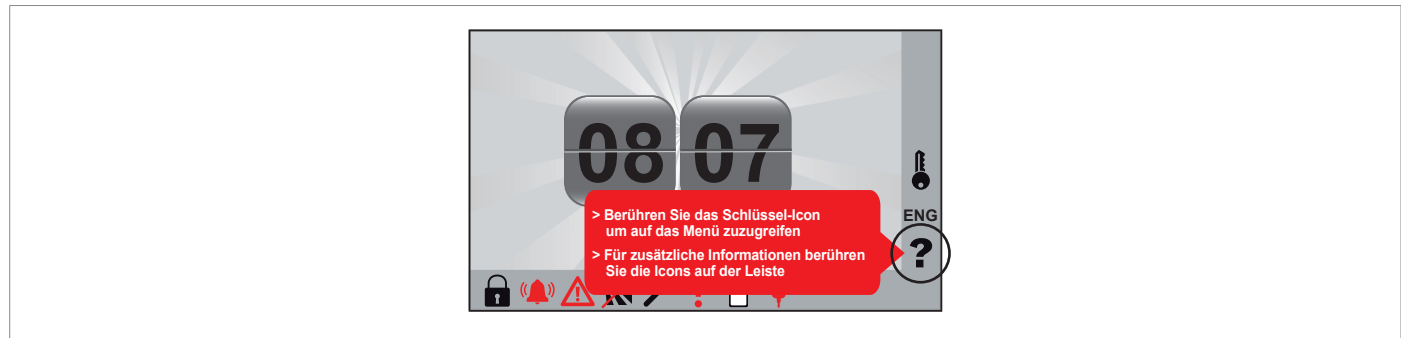 08 07
> Berühren Sie das Schlüssel-Icon
um auf das Menü zuzugreifen
> Für zusätzliche Informationen berühren
Sie die Icons auf der Leiste
ENG
?